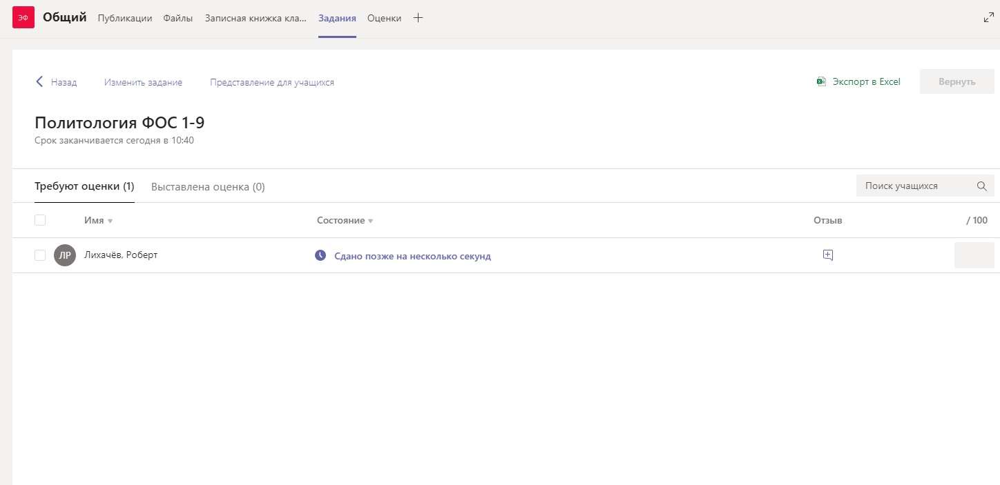 ЭФ Общий Публикации Файлы Записная книжка кла... Задания Оценки
Назад Изменить задание Представление для учащихся Экспорт в Excel Вернуть
Политология ФОС 1-9
Срок заканчивается сегодня в 10:40
Требуют оценки (1) Выставлена оценка (0) Поиск учащихся
Имя Состояние Отзыв / 100
ЛР Лихачёв, Роберт Сдано позже на несколько секунд